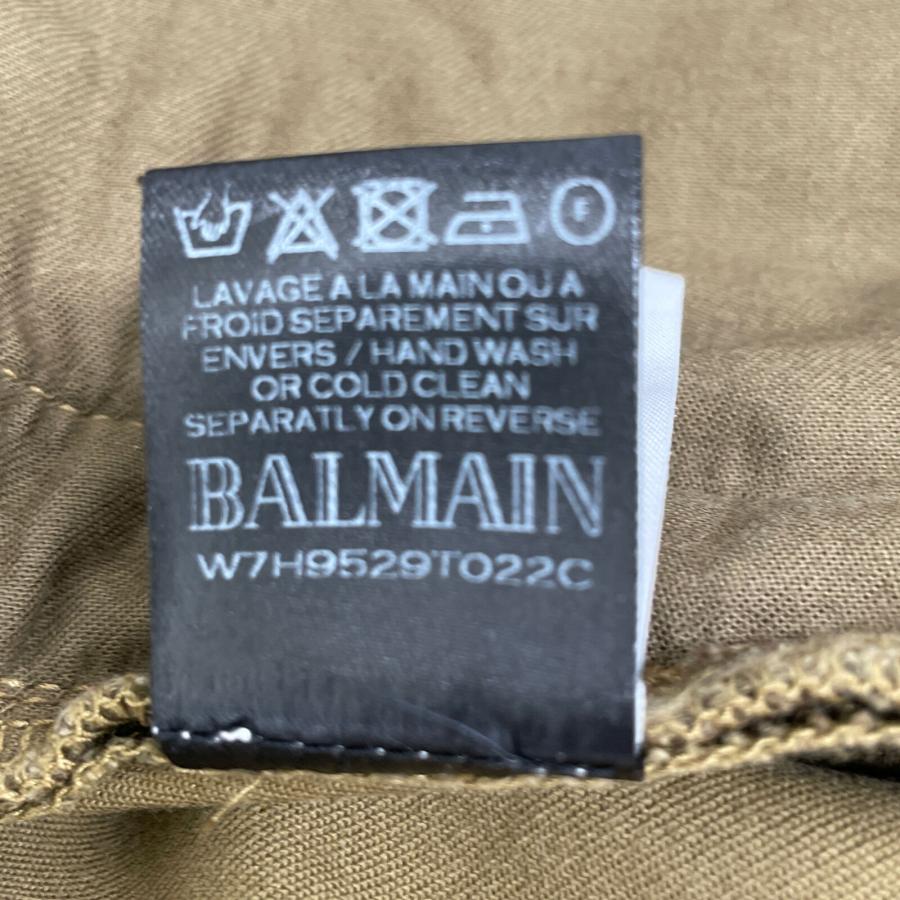 F
LAVAGE A LA MAIN OU A
FROID SEPAREMENT SUR
ENVERS / HAND WASH
OR COLD CLEAN
SEPARATLY ON REVERSE
BALMAIN
W7H9529T022C